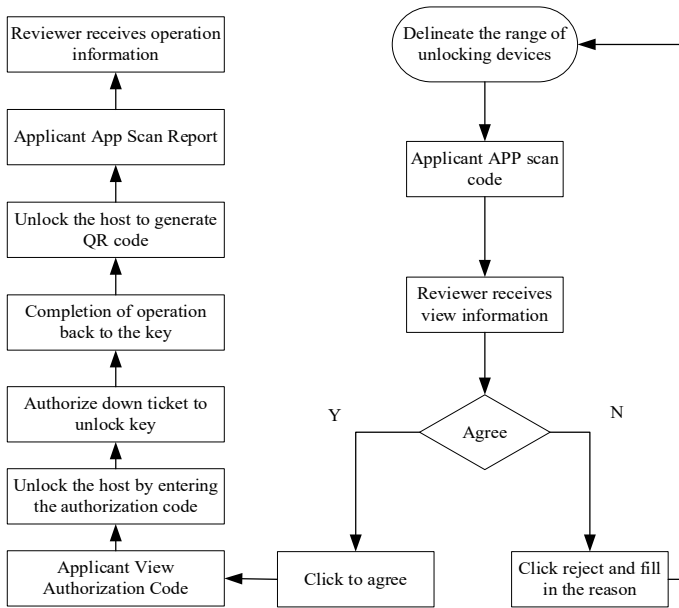 Delineate the range of
unlocking devices
Applicant APP scan
code
Reviewer receives
view information
Agree
Y
N
Click to agree
Click reject and fill
in the reason
Applicant View
Authorization Code
Unlock the host by entering
the authorization code
Authorize down ticket to
unlock key
Completion of operation
back to the key
Unlock the host to generate
QR code
Applicant App Scan Report
Reviewer receives operation
information